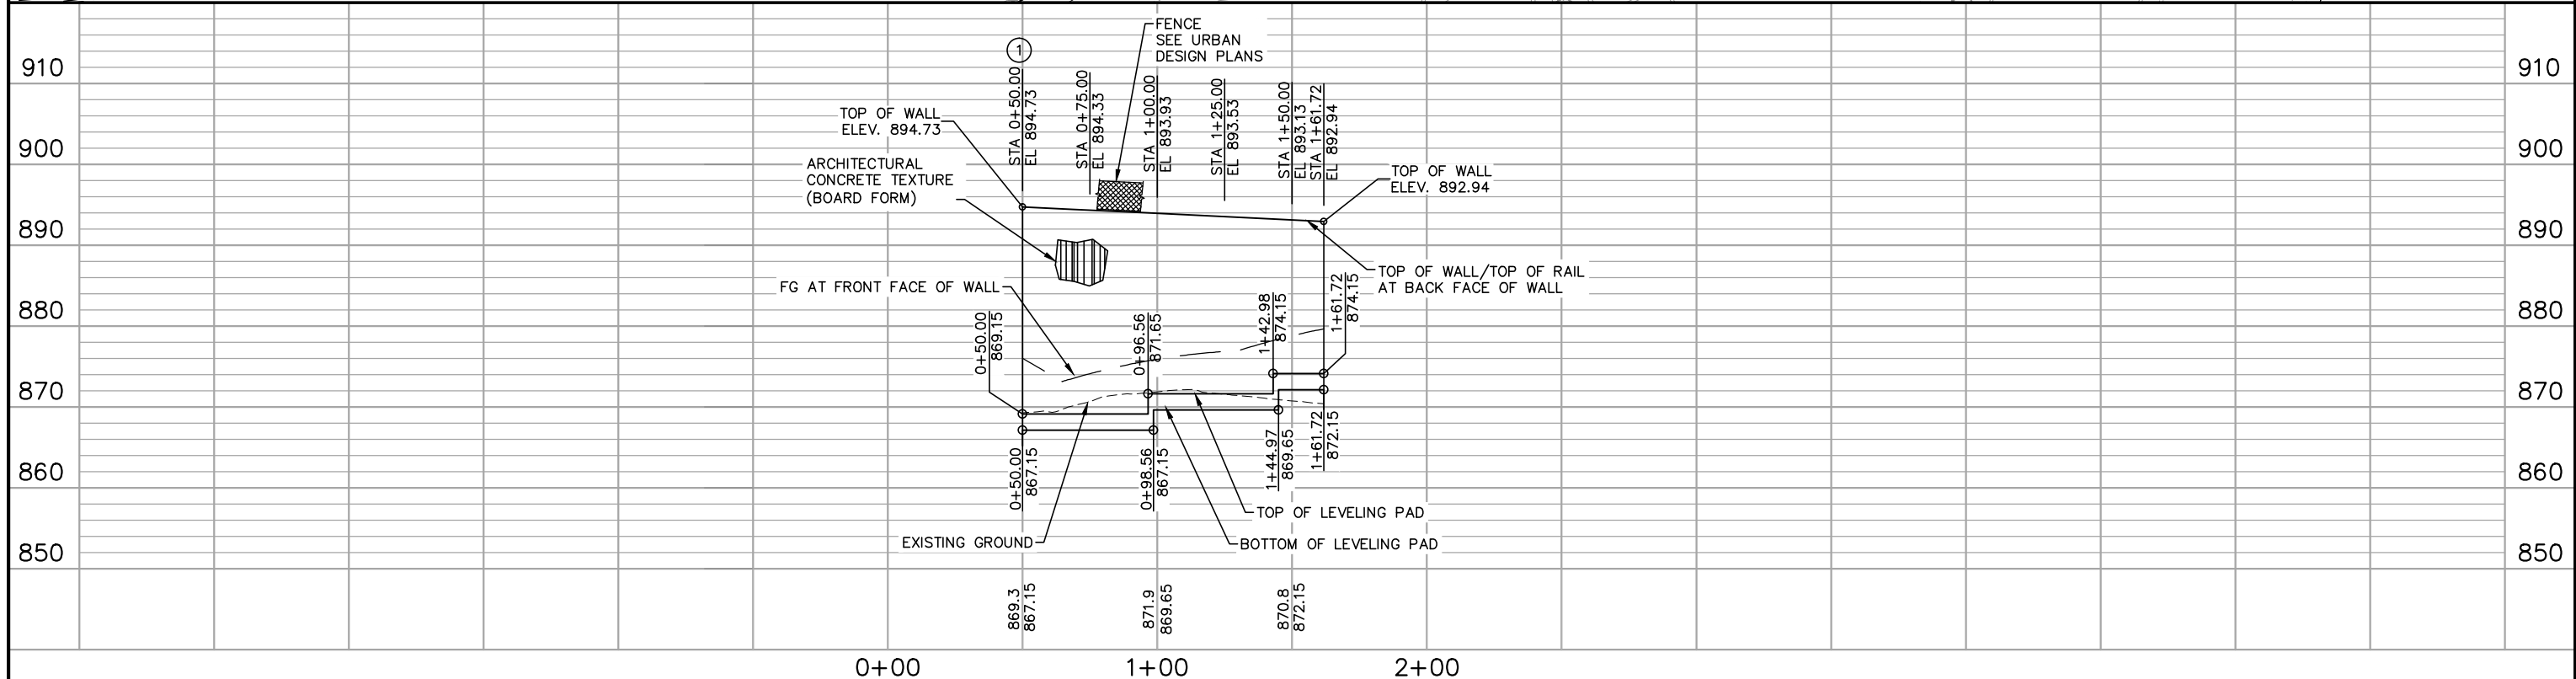 FENCE
SEE URBAN
DESIGN PLANS
1
910
910
STA 0+50.00
EL 894.73
STA 0+75.00
EL 894.33
STA 1+00.00
EL 893.93
STA 1+25.00
EL 893.53
STA 1+50.00
EL 893.13
STA 1+61.72
EL 892.94
TOP OF WALL
ELEV. 894.73
900
900
ARCHITECTURAL
CONCRETE TEXTURE
(BOARD FORM)
TOP OF WALL
ELEV. 892.94
890
890
FG AT FRONT FACE OF WALL
TOP OF WALL/TOP OF RAIL
AT BACK FACE OF WALL
880
880
0+50.00
869.15
0+96.56
871.65
1+42.98
874.15
1+61.72
874.15
870
870
0+50.00
867.15
0+98.56
867.15
1+44.97
869.65
1+61.72
872.15
860
860
TOP OF LEVELING PAD
EXISTING GROUND
BOTTOM OF LEVELING PAD
850
850
869.3
867.15
871.9
869.65
870.8
872.15
0+00
1+00
2+00